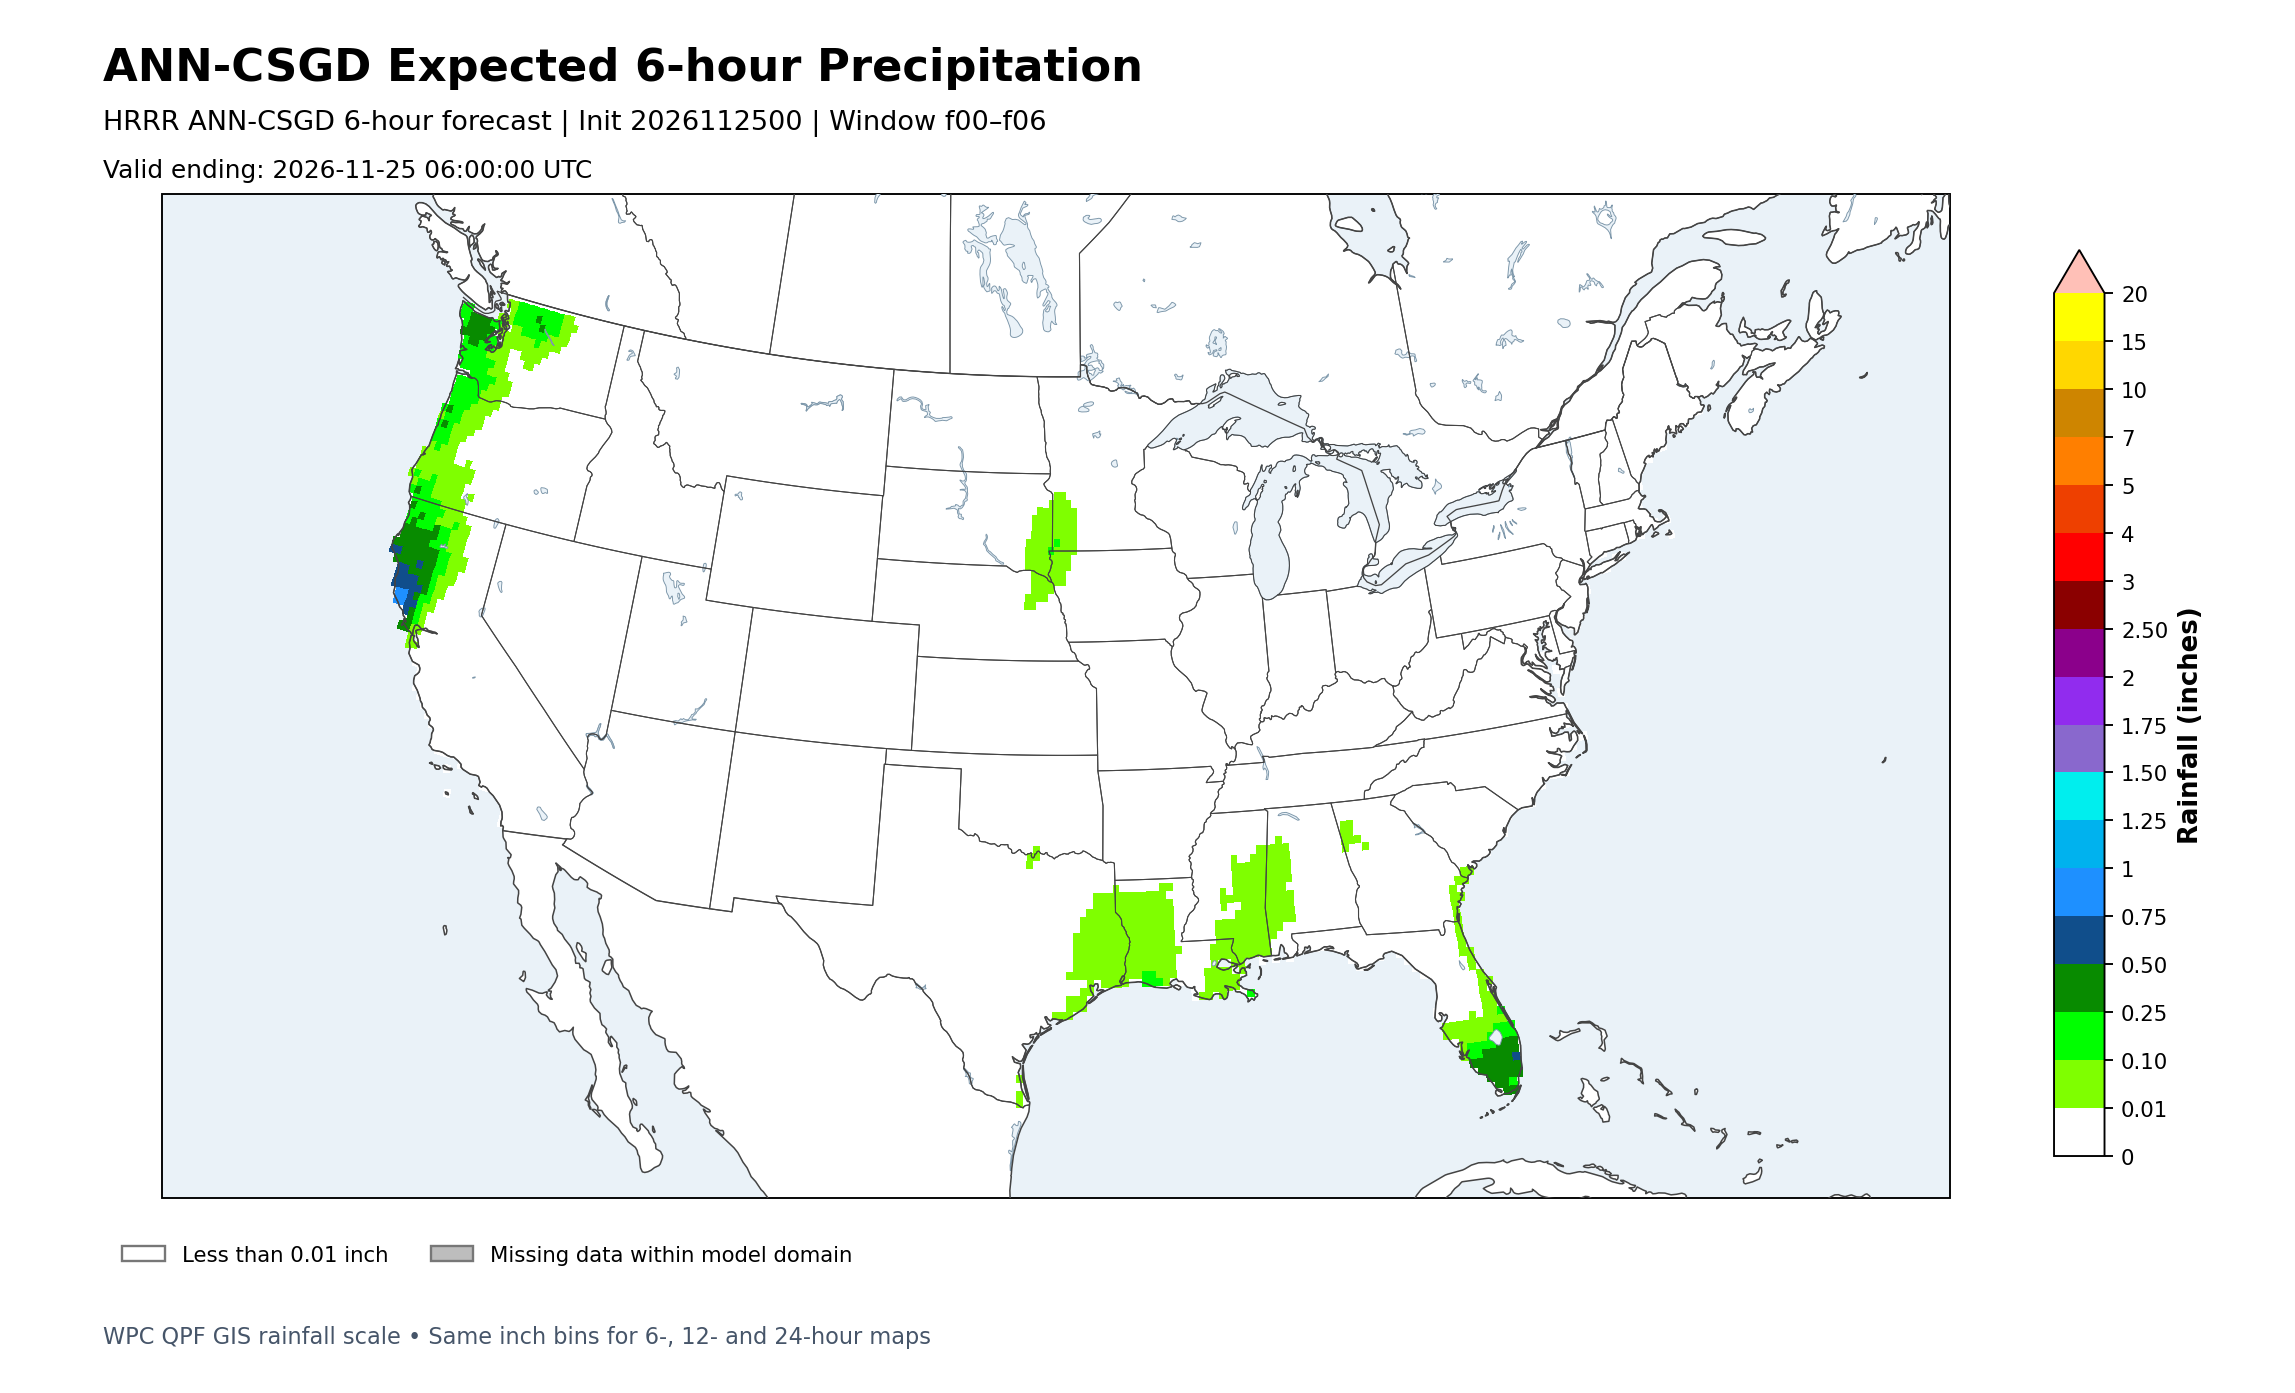 ANN-CSGD Expected 6-hour Precipitation
HRRR ANN-CSGD 6-hour forecast | Init 2026112500 | Window f00–f06
Valid ending: 2026-11-25 06:00:00 UTC
20
15
10
7
5
4
3
2.50
2
1.75
1.50
1.25
1
0.75
0.50
0.25
0.10
0.01
0
Rainfall (inches)
Less than 0.01 inch
Missing data within model domain
WPC QPF GIS rainfall scale • Same inch bins for 6-, 12- and 24-hour maps